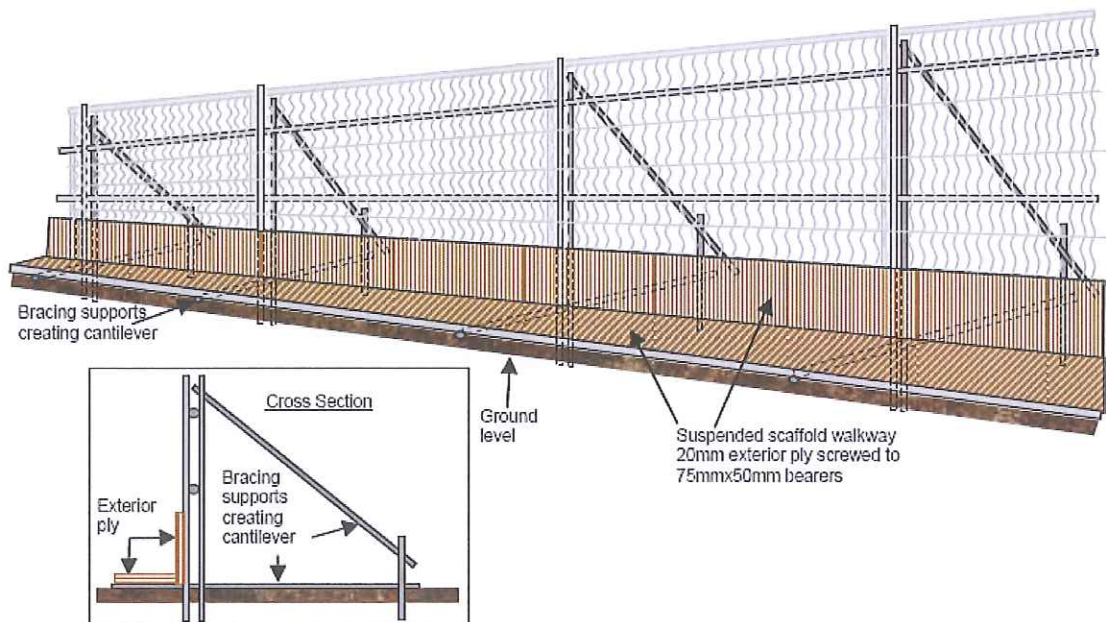 Bracing supports
creating cantilever
Ground
level
Suspended scaffold walkway
20mm exterior ply screwed to
75mmx50mm bearers
Cross Section
Bracing
supports
creating
cantilever
Exterior
ply